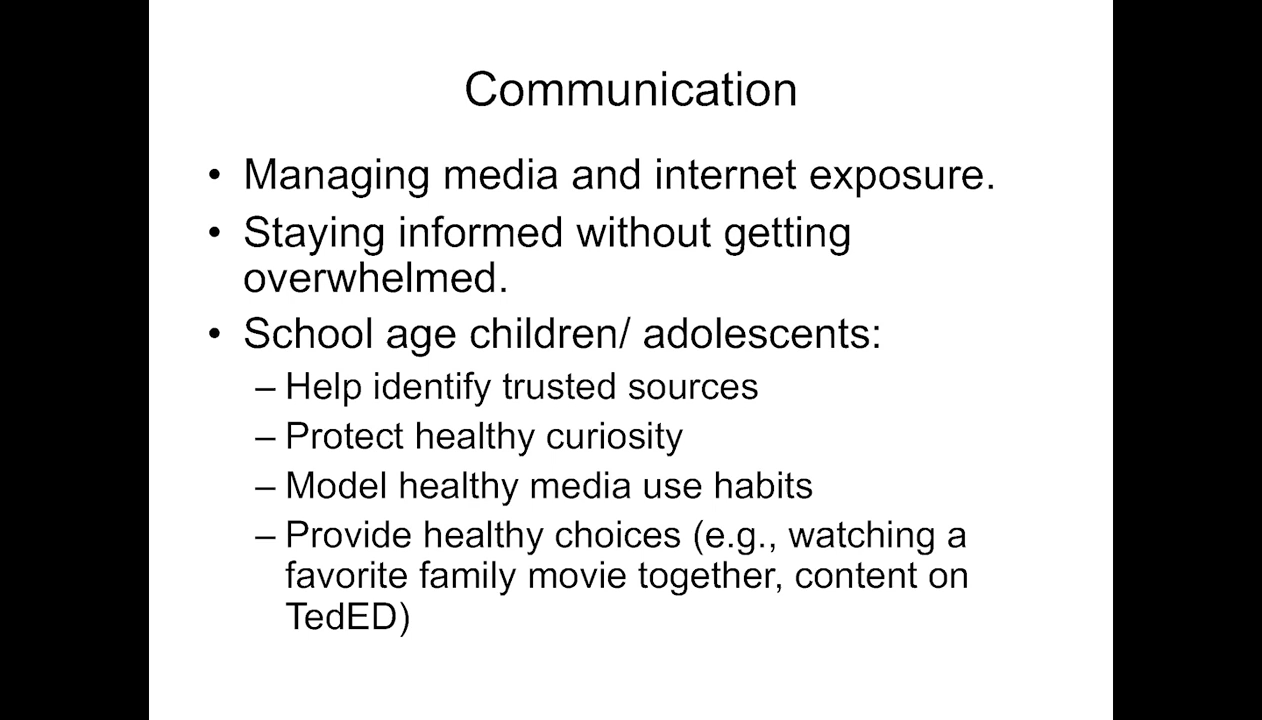 Communication
• Managing media and internet exposure.
• Staying informed without getting
overwhelmed.
• School age children/ adolescents:
– Help identify trusted sources
– Protect healthy curiosity
– Model healthy media use habits
– Provide healthy choices (e.g., watching a
favorite family movie together, content on
TedED)